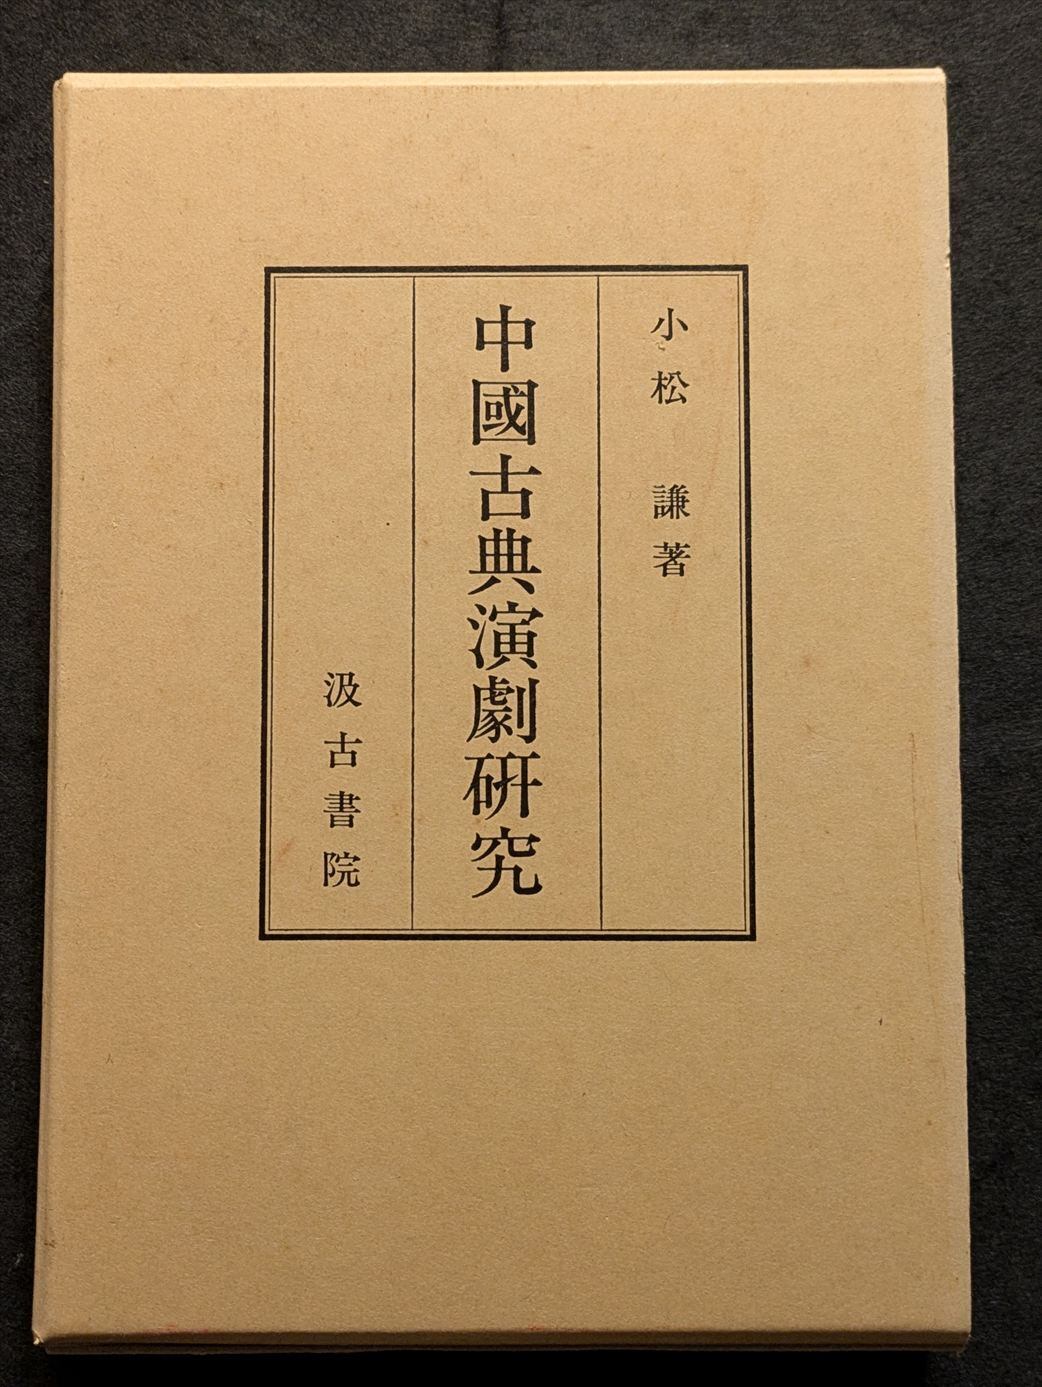 小松 謙著
中國古典演劇研究
汲古書院